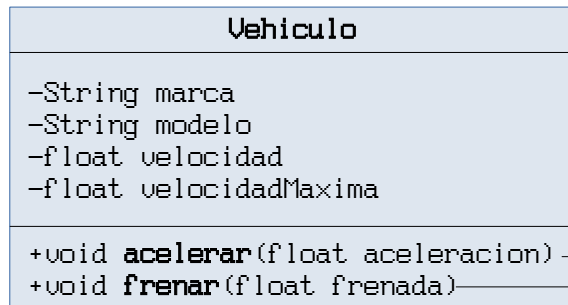 Vehiculo
-String marca
-String modelo
-float velocidad
-float velocidadMaxima
+void acelerar(float aceleracion)
+void frenar(float frenada)